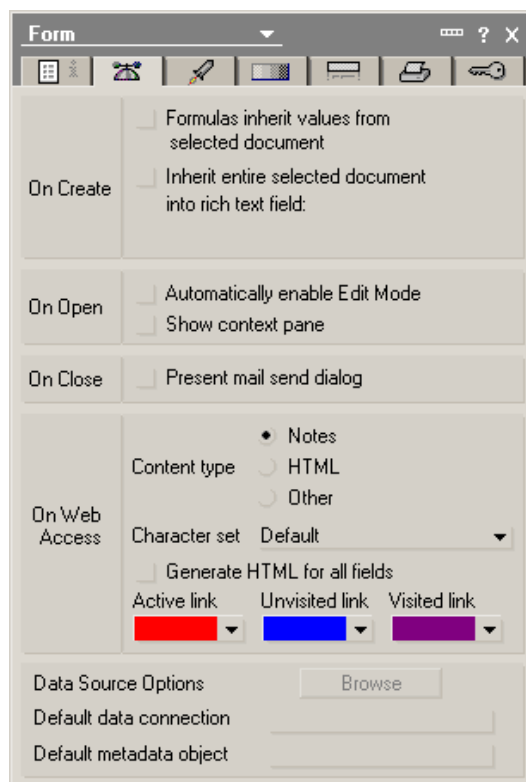 Form
?
X
On Create
Formulas inherit values from
selected document
Inherit entire selected document
into rich text field:
On Open
Automatically enable Edit Mode
Show context pane
On Close
Present mail send dialog
On Web
Access
Content type
Notes
HTML
Other
Character set Default
Generate HTML for all fields
Active link Unvisited link Visited link
Data Source Options Browse
Default data connection
Default metadata object